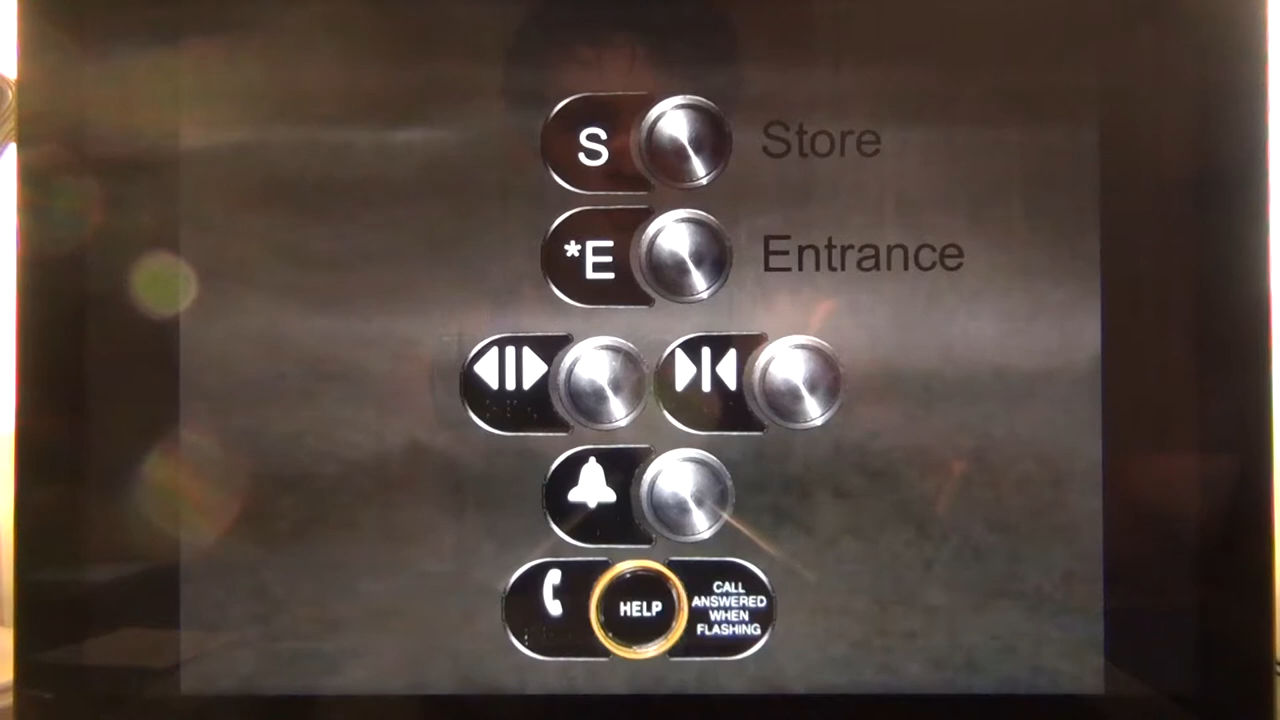 S Store
*E Entrance
HELP
CALL
ANSWERED
WHEN
FLASHING